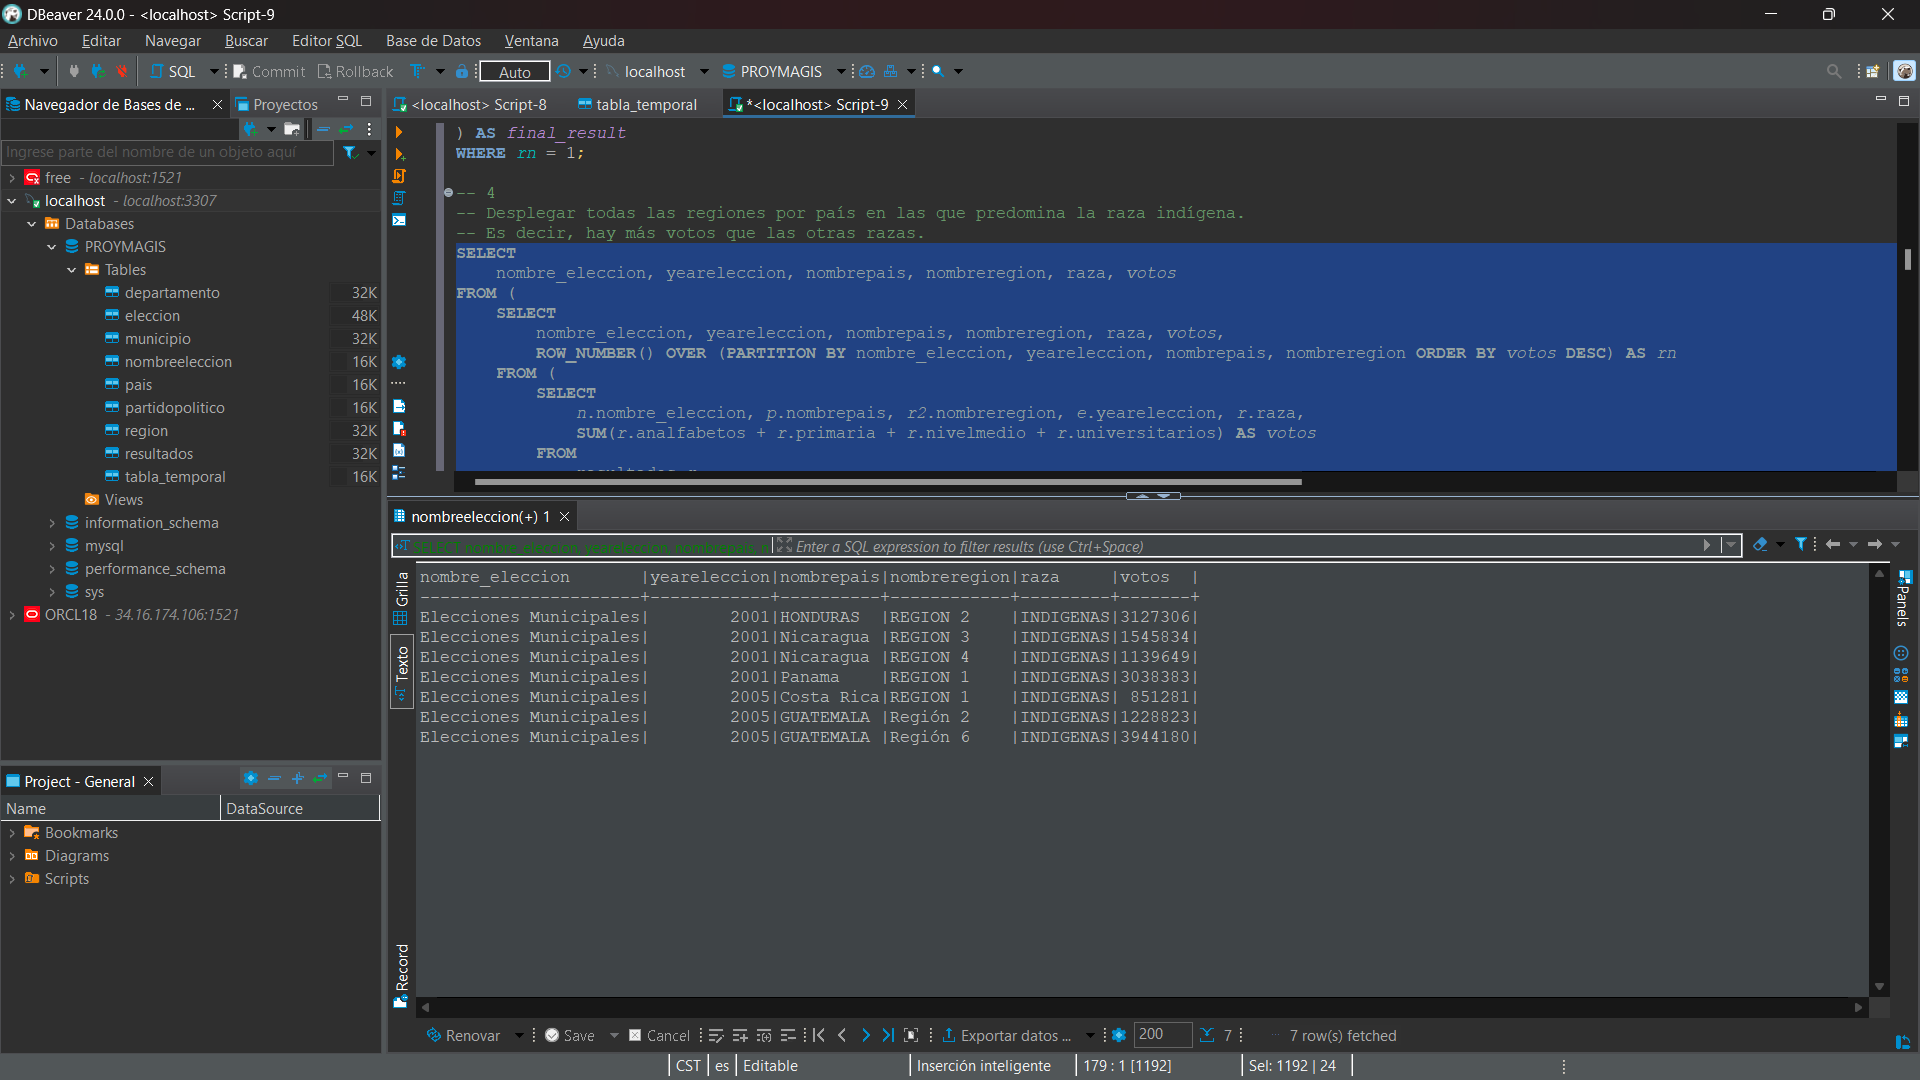 DBeaver 24.0.0 - <localhost> Script-9
Archivo Editar Navegar Buscar Editor SQL Base de Datos Ventana Ayuda
SQL Commit Rollback Auto localhost PROYMAGIS
Navegador de Bases de ... Proyectos
<localhost> Script-8 tabla_temporal *<localhost> Script-9
Ingrese parte del nombre de un objeto aquí
free - localhost:1521
localhost - localhost:3307
Databases
PROYMAGIS
Tables
departamento 32K
eleccion 48K
municipio 32K
nombreeleccion 16K
pais 16K
partidopolitico 16K
region 32K
resultados 32K
tabla_temporal 16K
Views
information_schema
mysql
performance_schema
sys
ORCL18 - 34.16.174.106:1521
Project - General
Name DataSource
Bookmarks
Diagrams
Scripts
) AS final_result
WHERE rn = 1;
-- 4
-- Desplegar todas las regiones por país en las que predomina la raza indígena.
-- Es decir, hay más votos que las otras razas.
SELECT
nombre_eleccion, yeareleccion, nombrepais, nombreregion, raza, votos
FROM (
SELECT
nombre_eleccion, yeareleccion, nombrepais, nombreregion, raza, votos,
ROW_NUMBER() OVER (PARTITION BY nombre_eleccion, yeareleccion, nombrepais, nombreregion ORDER BY votos DESC) AS rn
FROM (
SELECT
n.nombre_eleccion, p.nombrepais, r2.nombreregion, e.yeareleccion, r.raza,
SUM(r.analfabetos + r.primaria + r.nivelmedio + r.universitarios) AS votos
FROM
nombreeleccion(+) 1
SELECT nombre_eleccion, yeareleccion, nombrepais, n Enter a SQL expression to filter results (use Ctrl+Space)
Grilla
Texto
Record
Panels
nombre_eleccion |yeareleccion|nombrepais|nombreregion|raza |votos |
----------------------+------------+----------+------------+---------+-------+
Elecciones Municipales| 2001|HONDURAS |REGION 2 |INDIGENAS|3127306|
Elecciones Municipales| 2001|Nicaragua |REGION 3 |INDIGENAS|1545834|
Elecciones Municipales| 2001|Nicaragua |REGION 4 |INDIGENAS|1139649|
Elecciones Municipales| 2001|Panama |REGION 1 |INDIGENAS|3038383|
Elecciones Municipales| 2005|Costa Rica|REGION 1 |INDIGENAS| 851281|
Elecciones Municipales| 2005|GUATEMALA |Región 2 |INDIGENAS|1228823|
Elecciones Municipales| 2005|GUATEMALA |Región 6 |INDIGENAS|3944180|
Renovar Save Cancel Exportar datos ... 200 7 7 row(s) fetched
CST es Editable Inserción inteligente 179 : 1 [1192] Sel: 1192 | 24